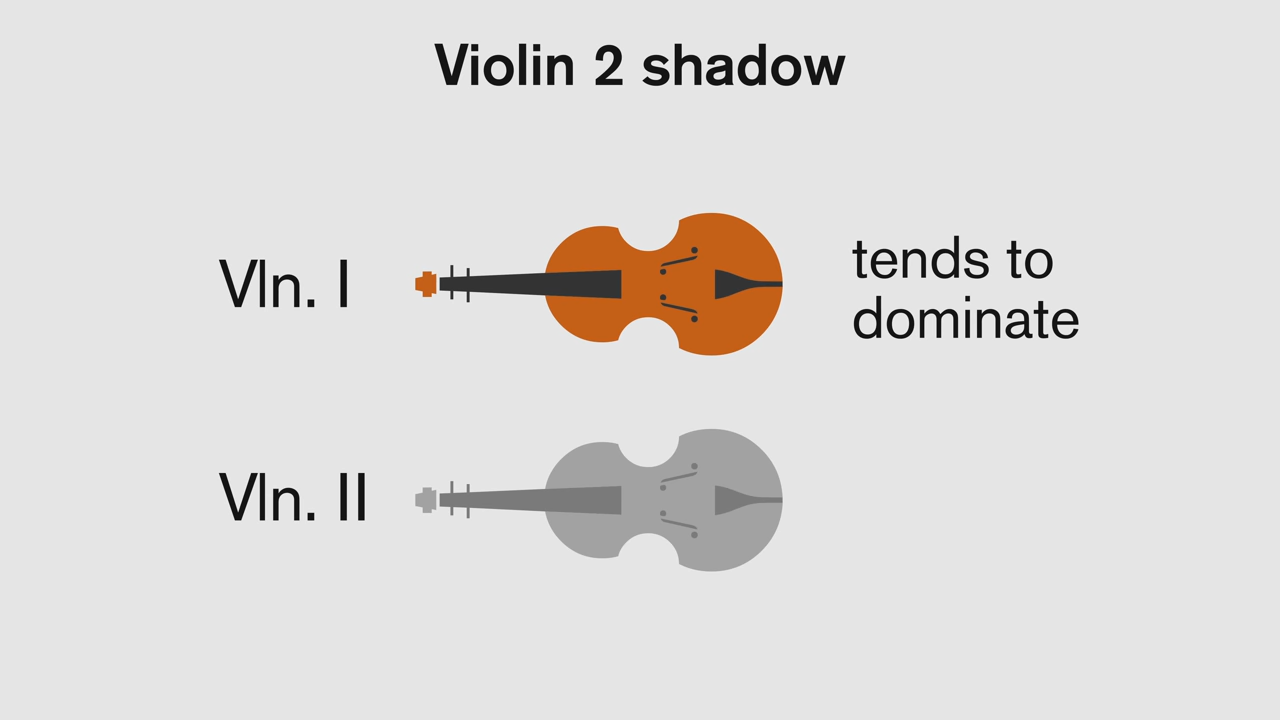 Violin 2 shadow
Vln. I
tends to
dominate
Vln. II